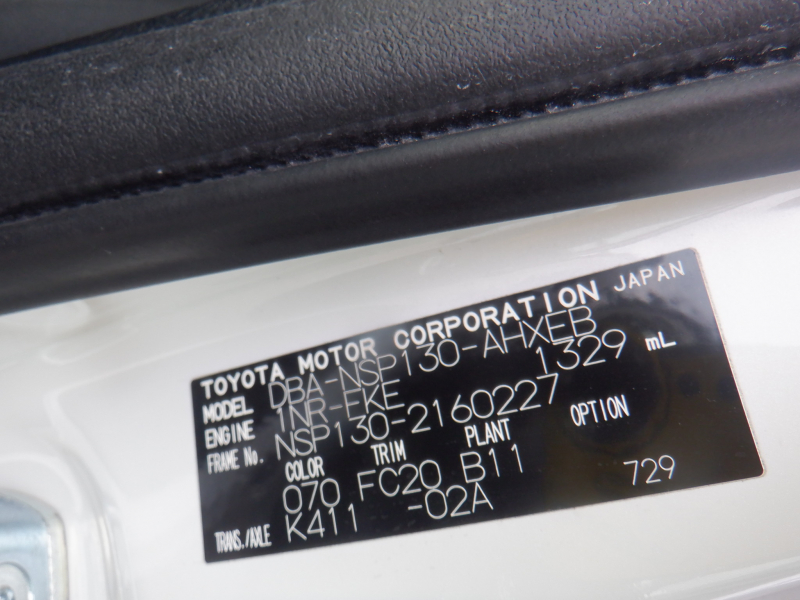 TOYOTA MOTOR CORPORATION JAPAN
MODEL DBA-NSP130-AHXEB
ENGINE 1NR-FKE 1329 mL
FRAME No. NSP130-2160227
COLOR TRIM PLANT OPTION
070 FC20 B11
TRANS./AXLE K411 -02A 729